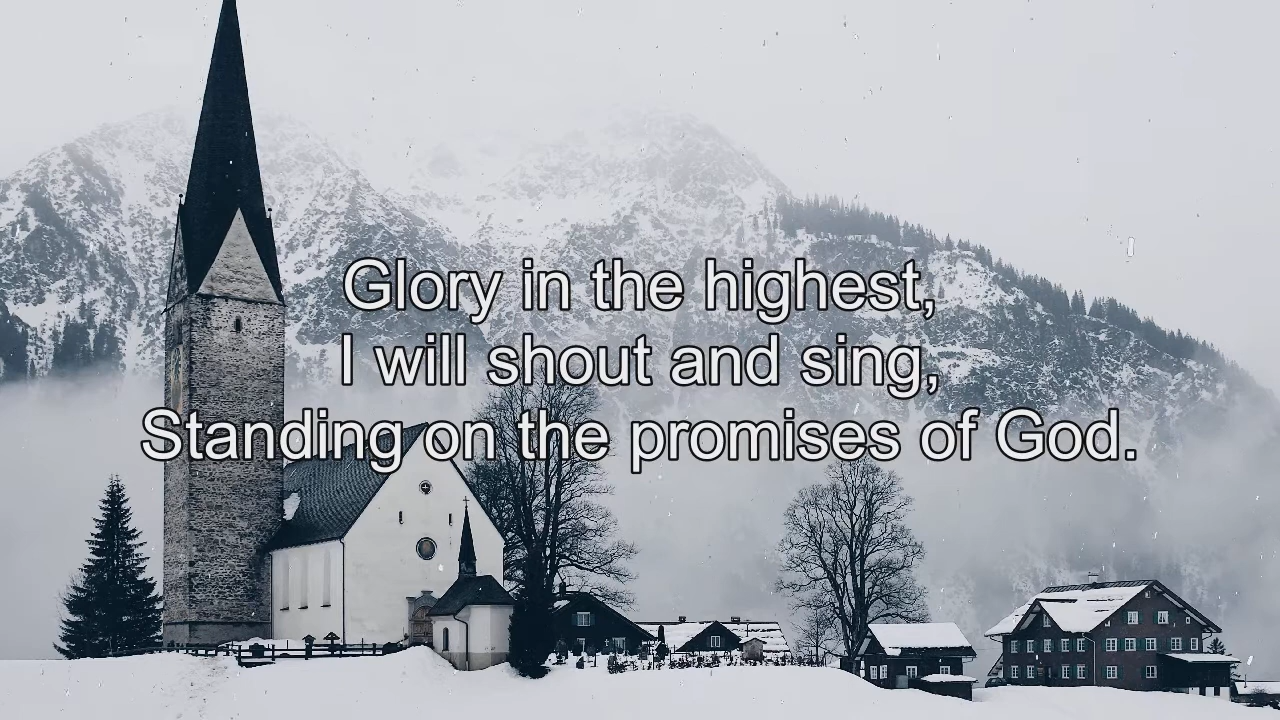 Glory in the highest,
I will shout and sing,
Standing on the promises of God.